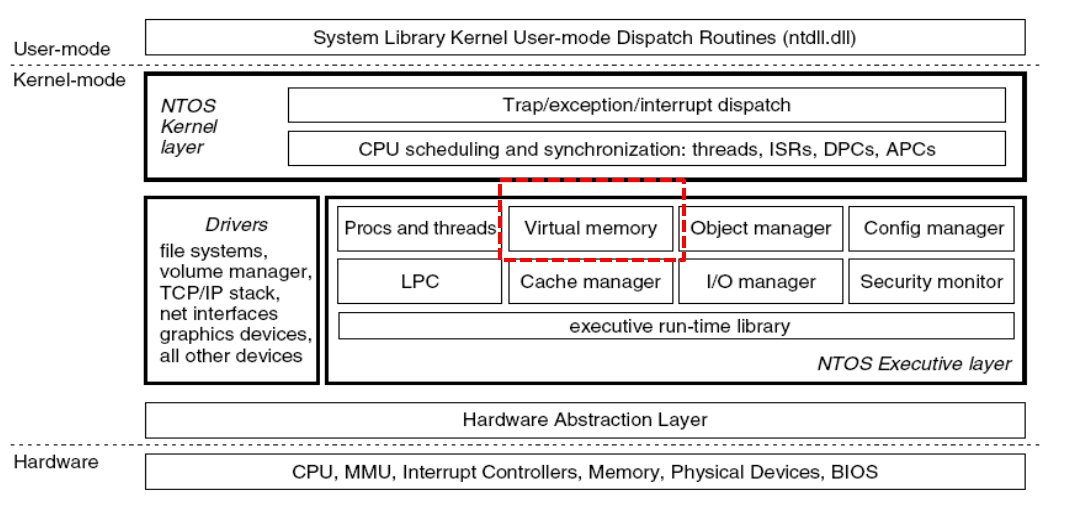 System Library Kernel User-mode Dispatch Routines (ntdll.dll)
User-mode
Kernel-mode
NTOS
Kernel
layer
Trap/exception/interrupt dispatch
CPU scheduling and synchronization: threads, ISRs, DPCs, APCs
Drivers
file systems,
volume manager,
TCP/IP stack,
net interfaces
graphics devices,
all other devices
Procs and threads
Virtual memory
Object manager
Config manager
LPC
Cache manager
I/O manager
Security monitor
executive run-time library
NTOS Executive layer
Hardware Abstraction Layer
Hardware
CPU, MMU, Interrupt Controllers, Memory, Physical Devices, BIOS